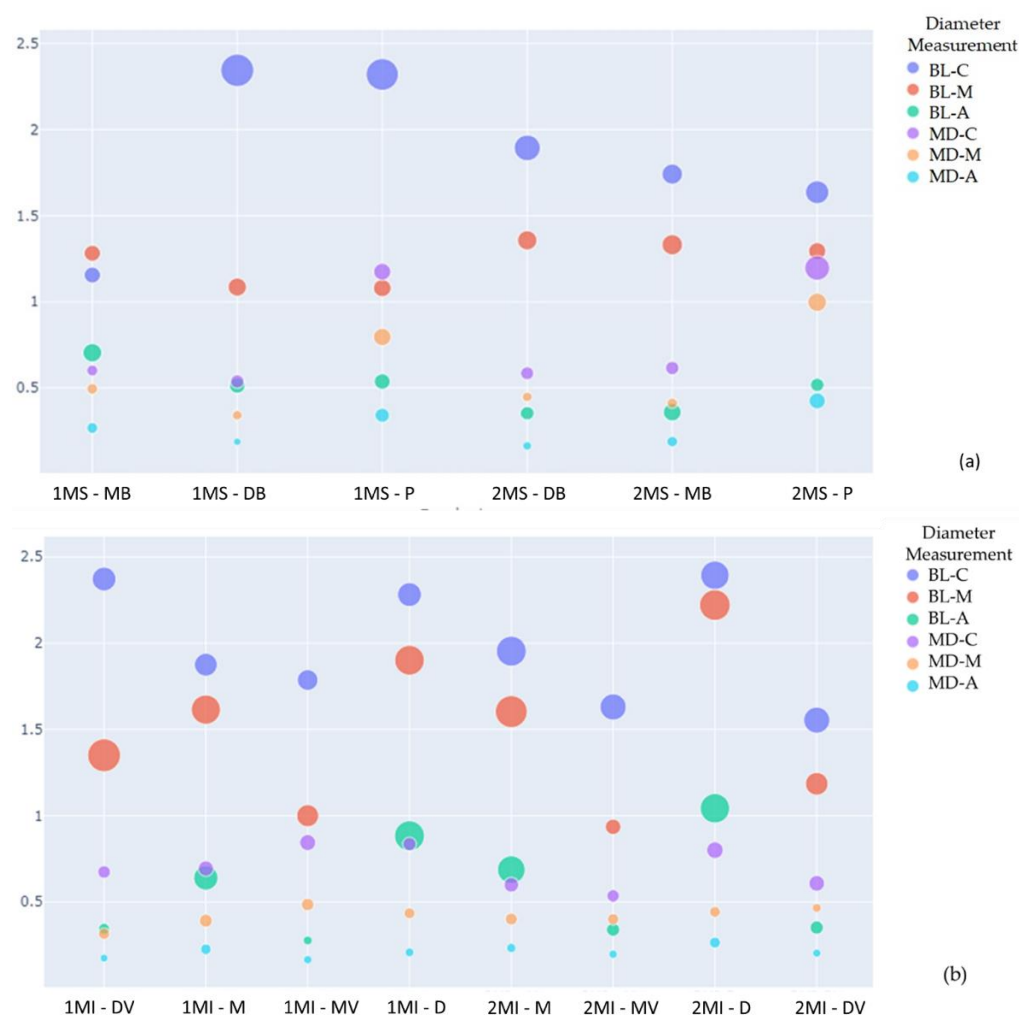 Diameter
Measurement
BL-C
BL-M
BL-A
MD-C
MD-M
MD-A
2.5
2
1.5
1
0.5
1MS - MB 1MS - DB 1MS - P 2MS - DB 2MS - MB 2MS - P
(a)
Diameter
Measurement
BL-C
BL-M
BL-A
MD-C
MD-M
MD-A
2.5
2
1.5
1
0.5
1MI - DV 1MI - M 1MI - MV 1MI - D 2MI - M 2MI - MV 2MI - D 2MI - DV
(b)